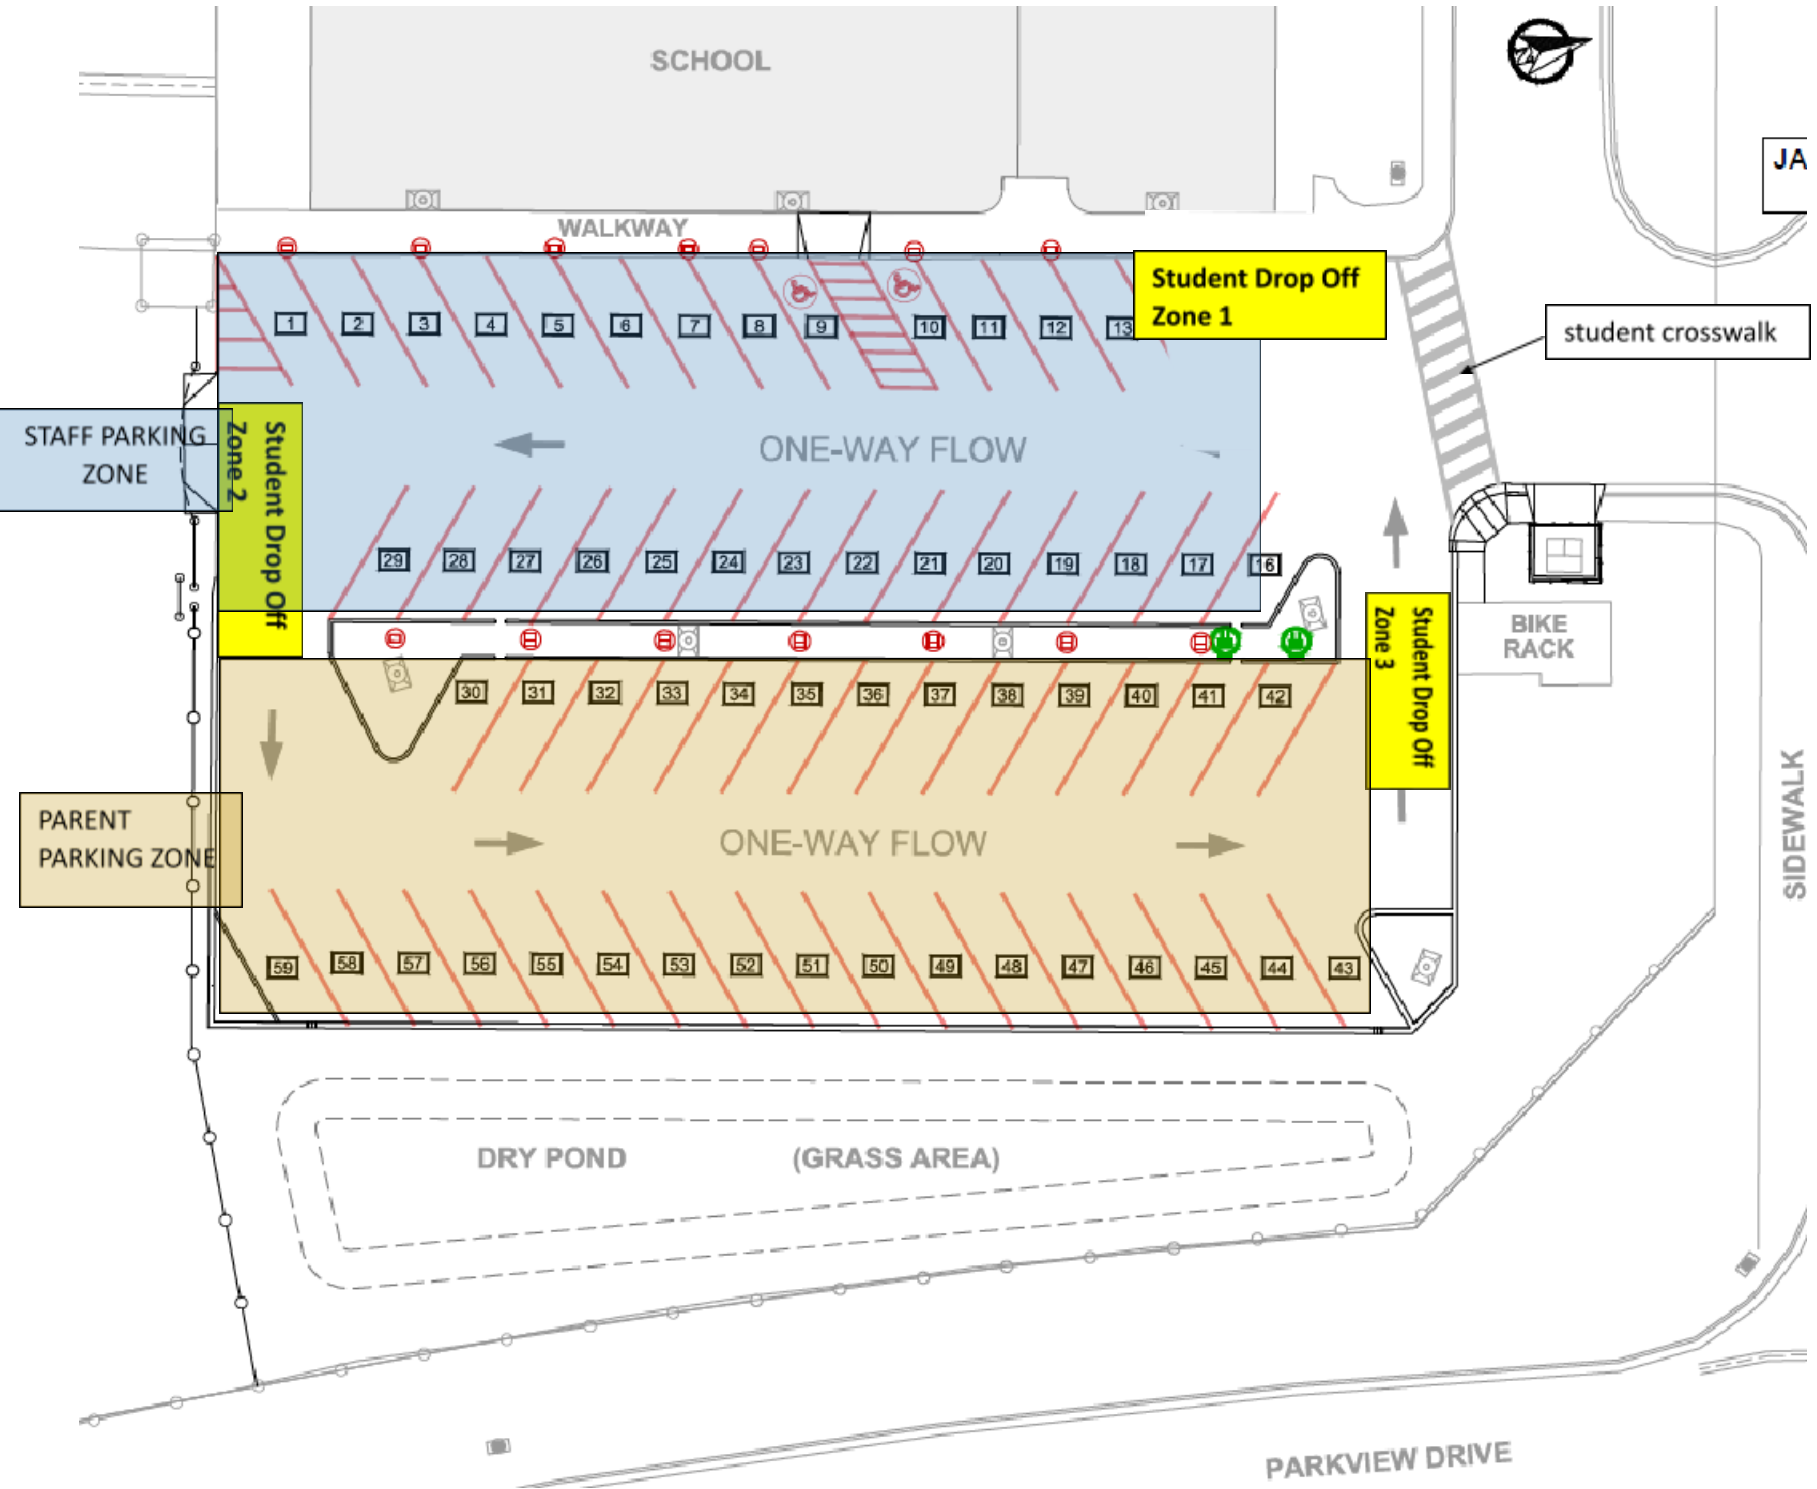 SCHOOL
JA
WALKWAY
Student Drop Off
Zone 1
student crosswalk
1 2 3 4 5 6 7 8 9 10 11 12 13
STAFF PARKING
ZONE
Student Drop Off
Zone 2
ONE-WAY FLOW
29 28 27 26 25 24 23 22 21 20 19 18 17 16
Student Drop Off
Zone 3
BIKE
RACK
30 31 32 33 34 35 36 37 38 39 40 41 42
PARENT
PARKING ZONE
ONE-WAY FLOW
SIDEWALK
59 58 57 56 55 54 53 52 51 50 49 48 47 46 45 44 43
DRY POND (GRASS AREA)
PARKVIEW DRIVE